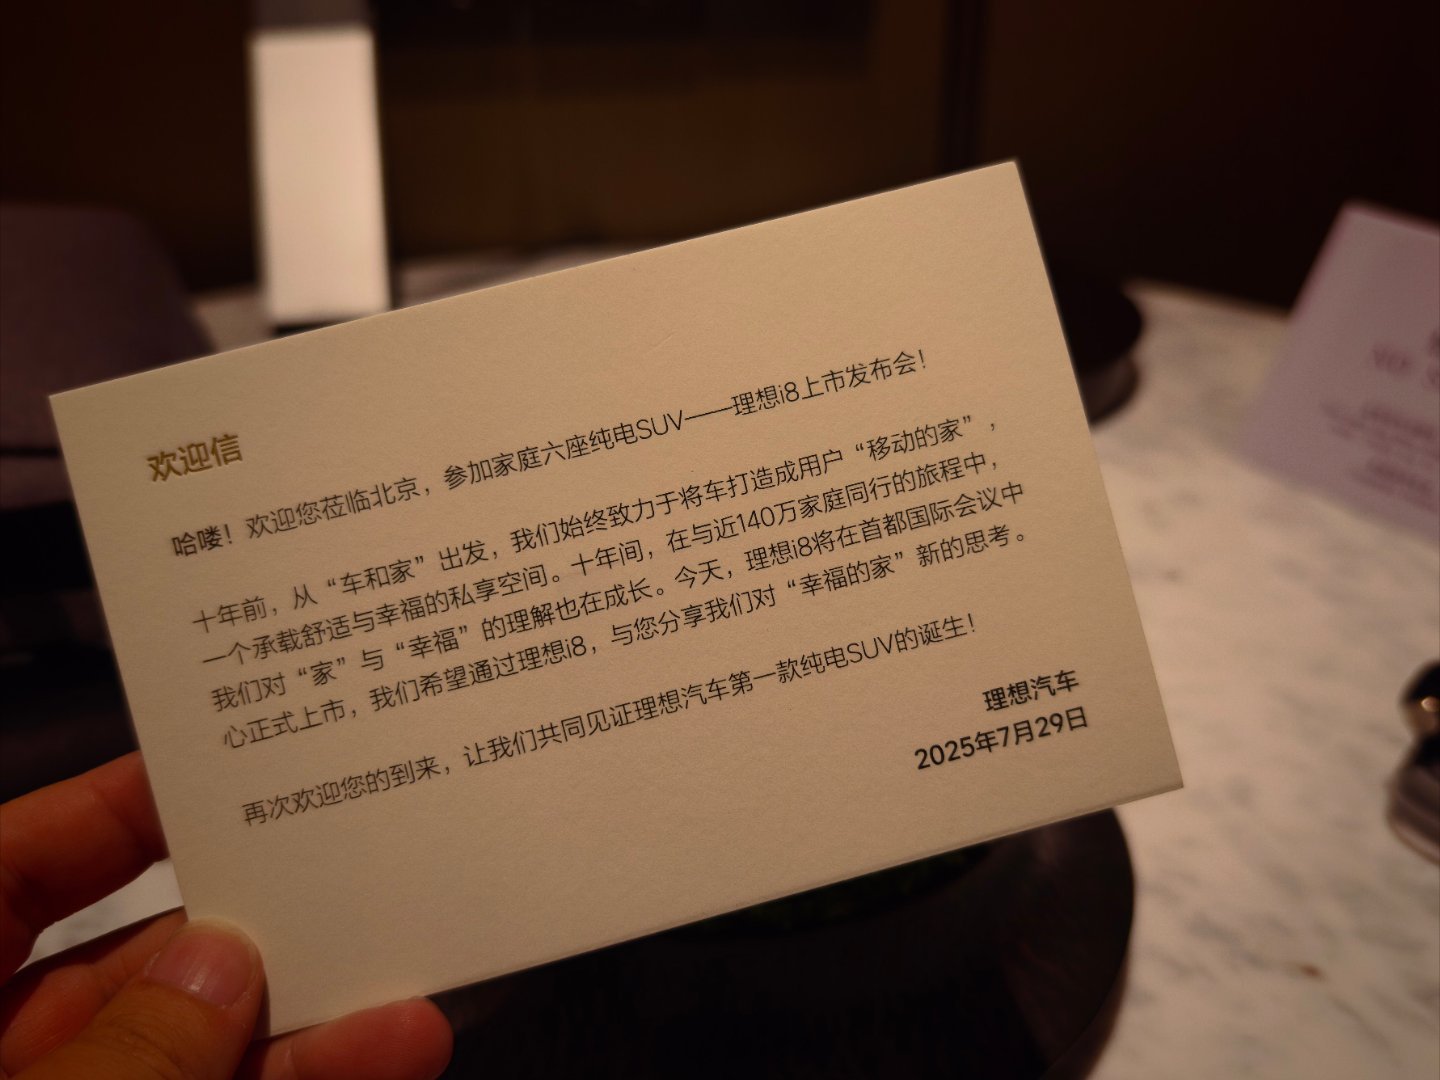 欢迎信
哈喽！欢迎您莅临北京，参加家庭六座纯电SUV——理想i8上市发布会！
十年前，从“车和家”出发，我们始终致力于将车打造成用户“移动的家”，
一个承载舒适与幸福的私享空间。十年间，在与近140万家庭同行的旅程中，
我们对“家”与“幸福”的理解也在成长。今天，理想i8将在首都国际会议中
心正式上市，我们希望通过理想i8，与您分享我们对“幸福的家”新的思考。
再次欢迎您的到来，让我们共同见证理想汽车第一款纯电SUV的诞生！
理想汽车
2025年7月29日